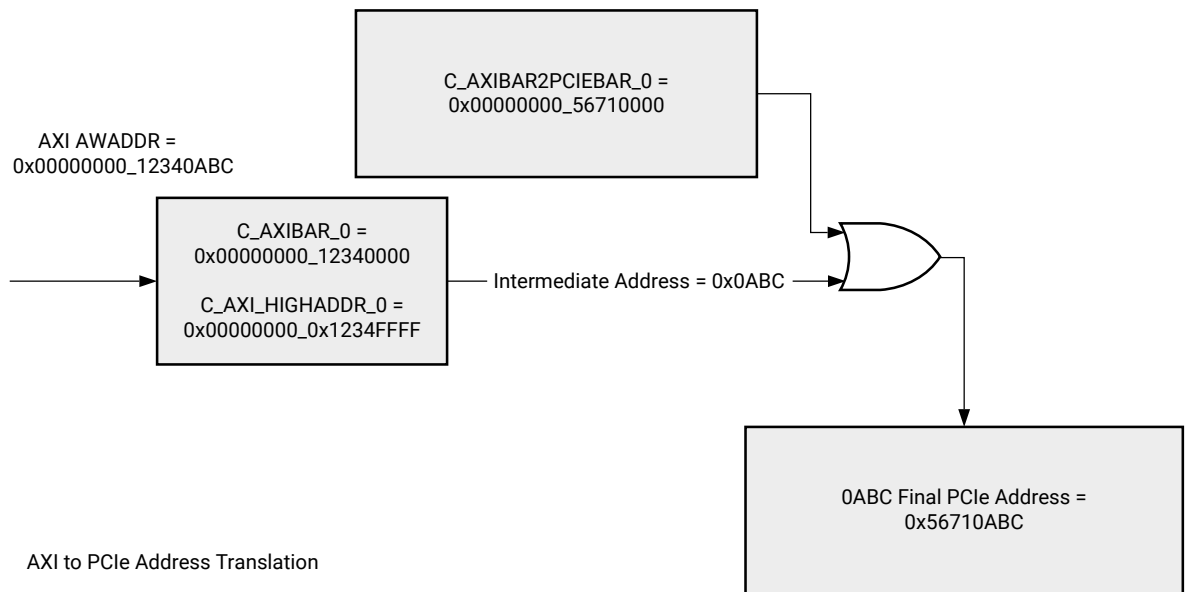 C_AXIBAR2PCIEBAR_0 =
0x00000000_56710000
AXI AWADDR =
0x00000000_12340ABC
C_AXIBAR_0 =
0x00000000_12340000
C_AXI_HIGHADDR_0 =
0x00000000_0x1234FFFF
Intermediate Address = 0x0ABC
0ABC Final PCIe Address =
0x56710ABC
AXI to PCIe Address Translation